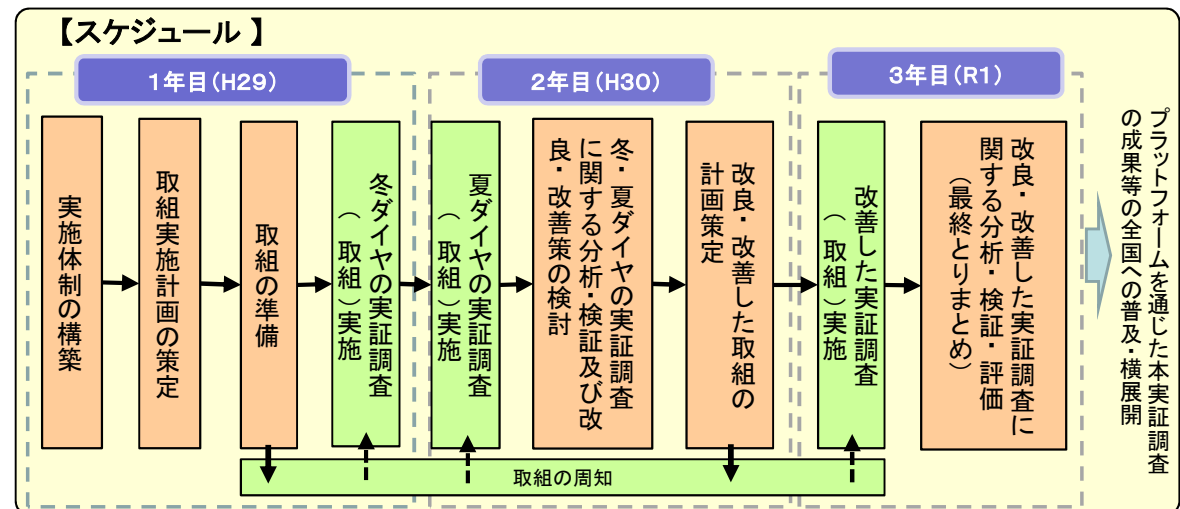 【スケジュール 】
1年目(H29)
2年目(H30)
3年目(R1)
実施体制の構築
取組実施計画の策定
取組の準備
冬ダイヤの実証調査
(取組)実施
夏ダイヤの実証調査
(取組)実施
冬・夏ダイヤの実証調査
に関する分析・検証及び改
良・改善策の検討
改良・改善した取組の
計画策定
改善した実証調査
(取組)実施
改良・改善した実証調査に
関する分析・検証・評価
(最終とりまとめ)
プラットフォームを通じた本実証調査
の成果等の全国への普及・横展開
取組の周知